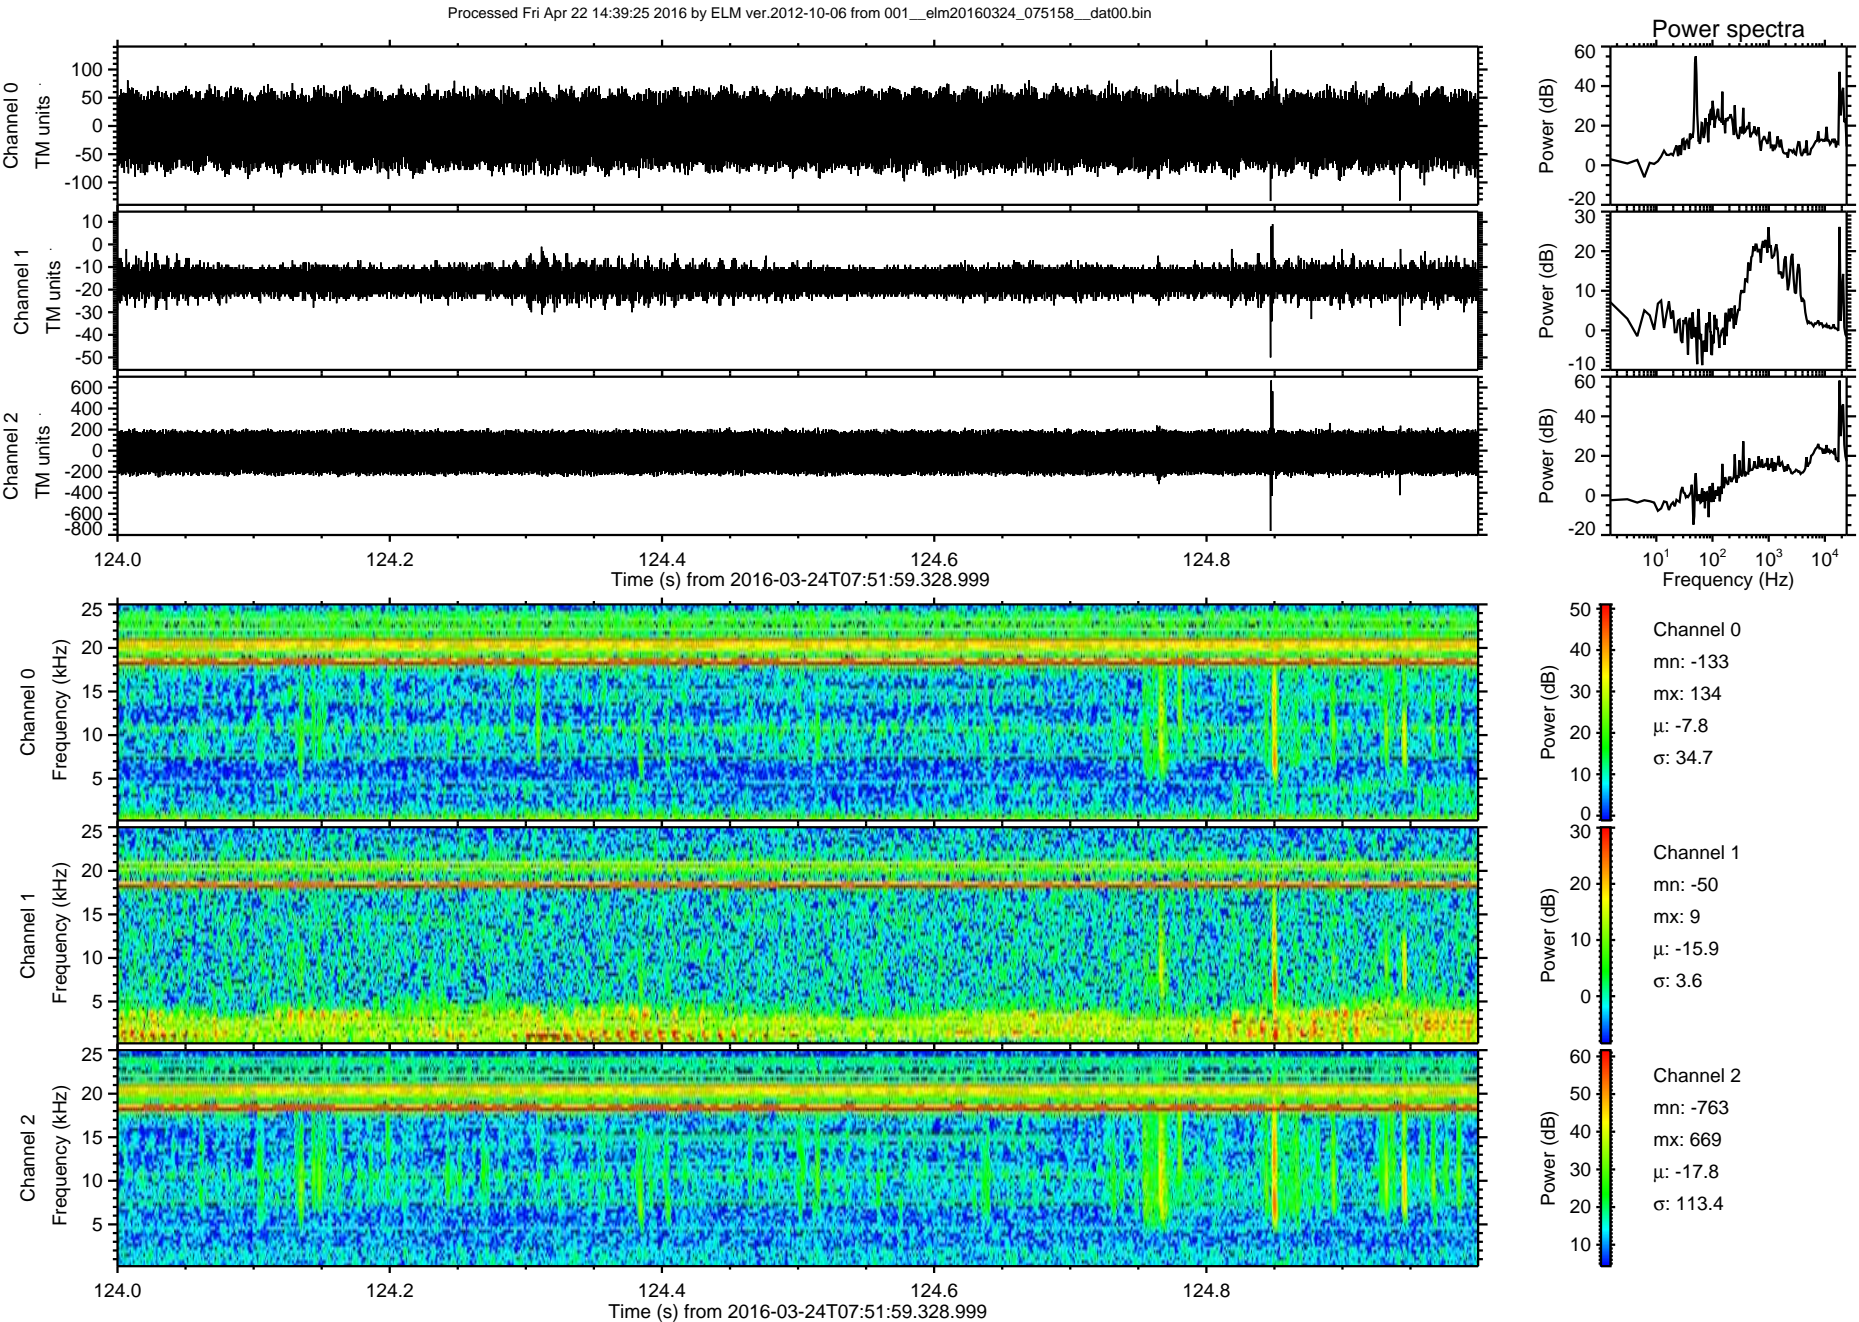 Processed Fri Apr 22 14:39:25 2016 by ELM ver.2012-10-06 from 001__elm20160324_075158__dat00.bin
Power spectra
Channel 0
TM units
100
50
0
-50
-100
Power (dB)
60
40
20
0
-20
Channel 1
TM units
10
0
-10
-20
-30
-40
-50
Power (dB)
30
20
10
0
-10
Channel 2
TM units
600
400
200
0
-200
-400
-600
-800
Power (dB)
60
40
20
0
-20
124.0 124.2 124.4 124.6 124.8
Time (s) from 2016-03-24T07:51:59.328.999
10¹ 10² 10³ 10⁴
Frequency (Hz)
Channel 0
Frequency (kHz)
25
20
15
10
5
Power (dB)
50
40
30
20
10
0
Channel 0
mn: -133
mx: 134
μ: -7.8
σ: 34.7
Channel 1
Frequency (kHz)
25
20
15
10
5
Power (dB)
30
20
10
0
Channel 1
mn: -50
mx: 9
μ: -15.9
σ: 3.6
Channel 2
Frequency (kHz)
25
20
15
10
5
Power (dB)
60
50
40
30
20
10
Channel 2
mn: -763
mx: 669
μ: -17.8
σ: 113.4
124.0 124.2 124.4 124.6 124.8
Time (s) from 2016-03-24T07:51:59.328.999